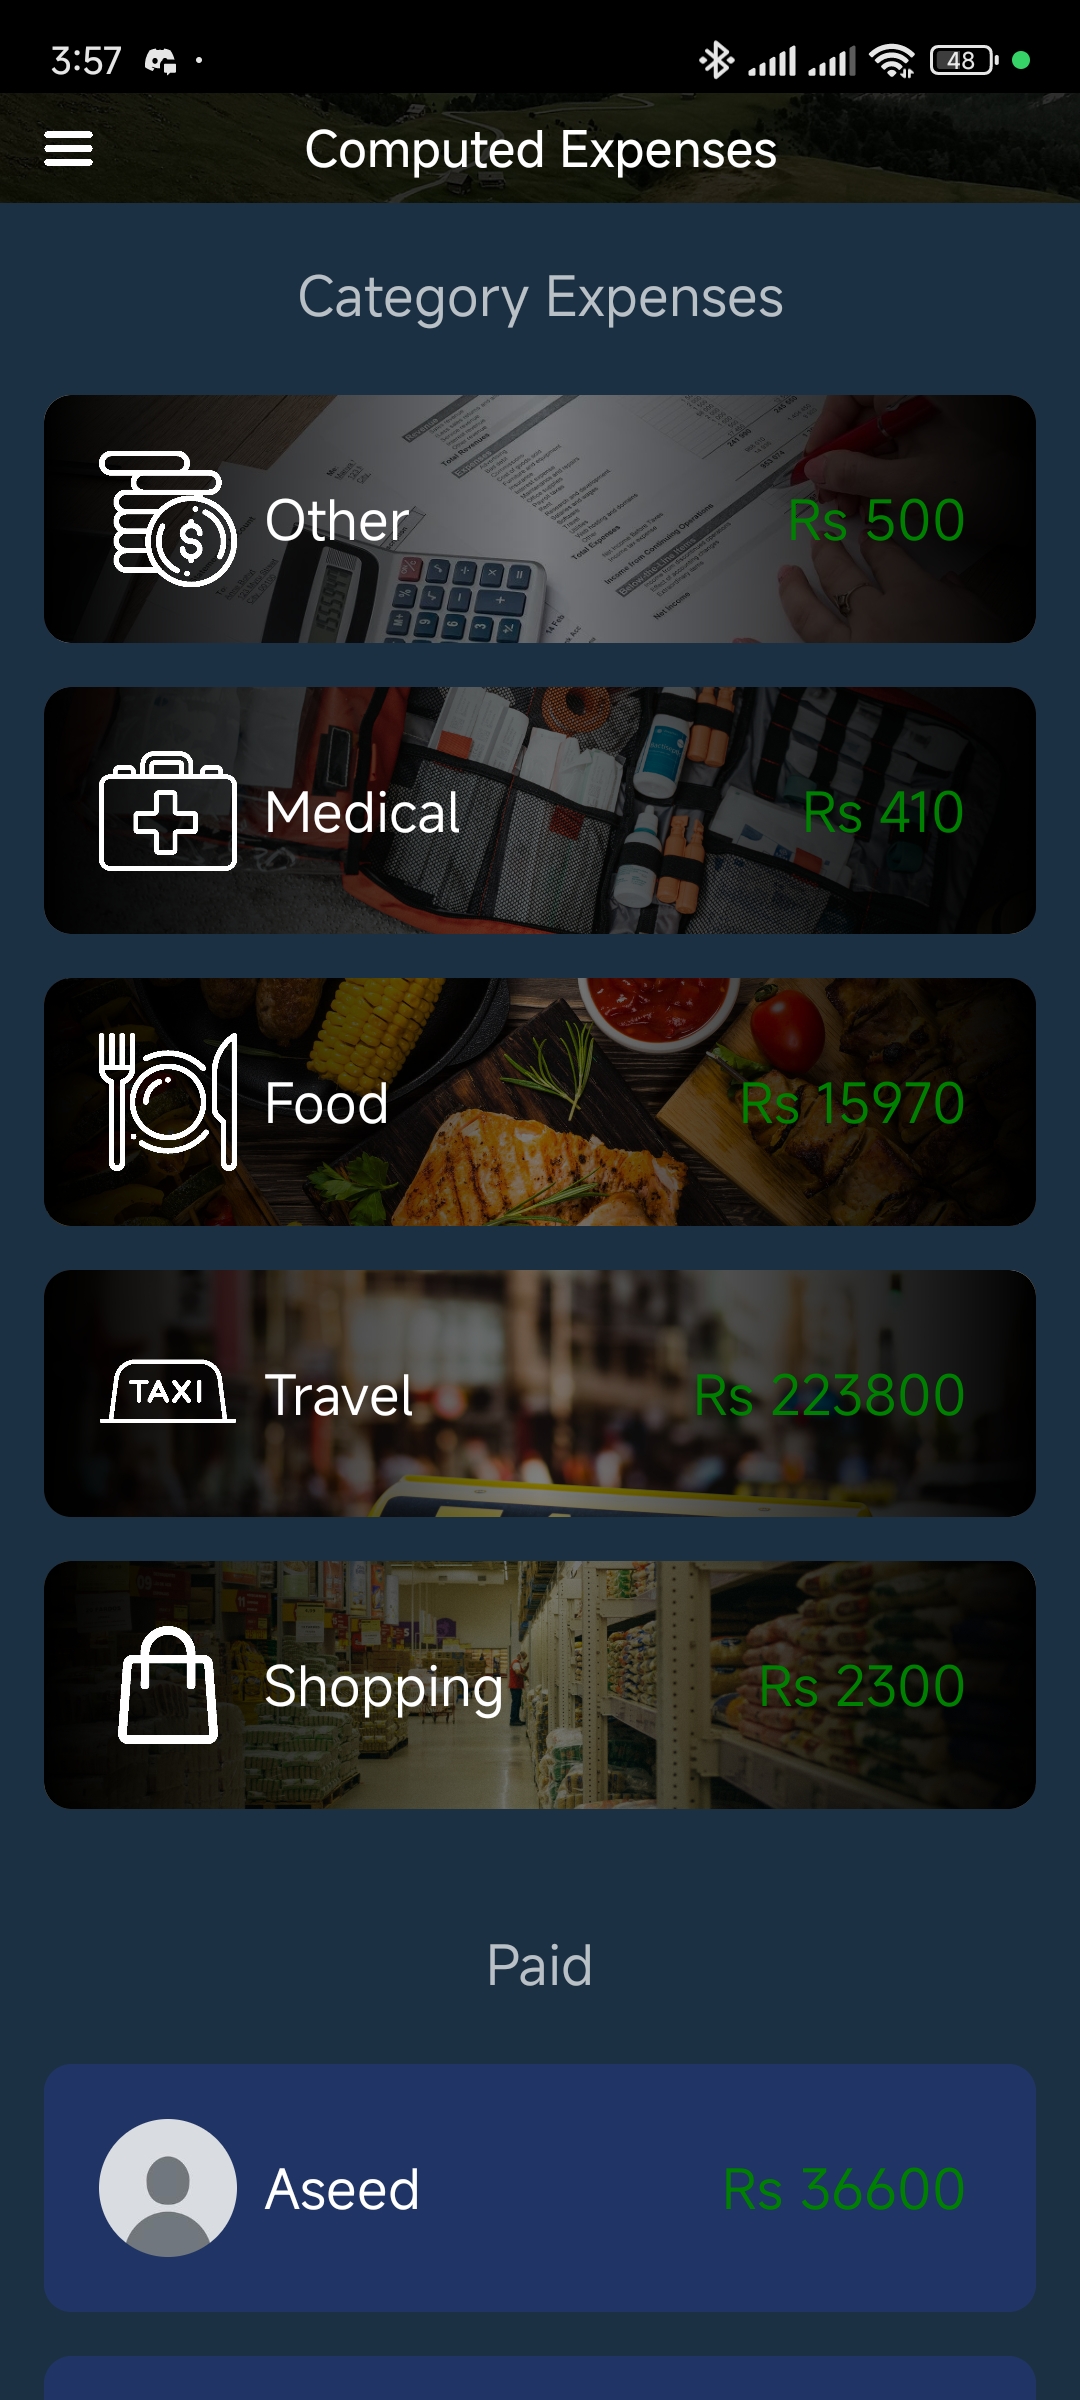 3:57
48
Computed Expenses
Category Expenses
Other
Rs 500
Medical
Rs 410
Food
Rs 15970
TAXI
Travel
Rs 223800
Shopping
Rs 2300
Paid
Aseed
Rs 36600